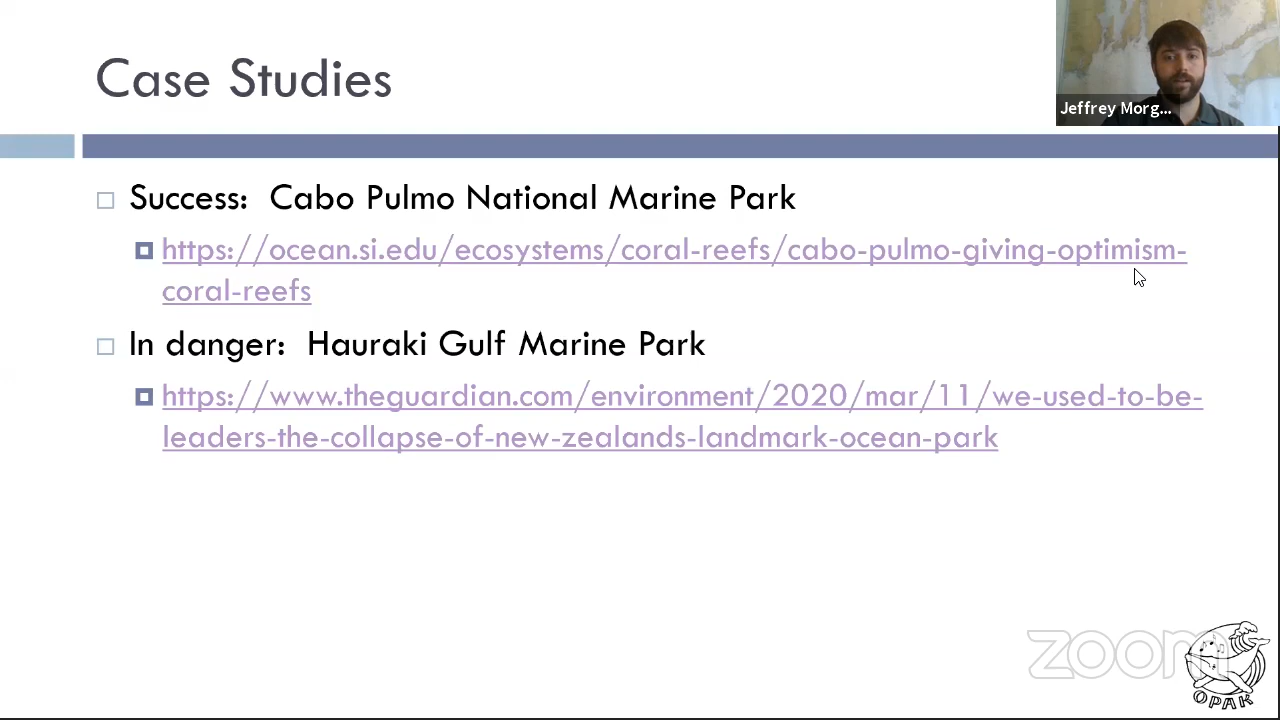 Case Studies
Jeffrey Morg...
Success: Cabo Pulmo National Marine Park
https://ocean.si.edu/ecosystems/coral-reefs/cabo-pulmo-giving-optimism-
coral-reefs
In danger: Hauraki Gulf Marine Park
https://www.theguardian.com/environment/2020/mar/11/we-used-to-be-
leaders-the-collapse-of-new-zealands-landmark-ocean-park
zoom
OPAK